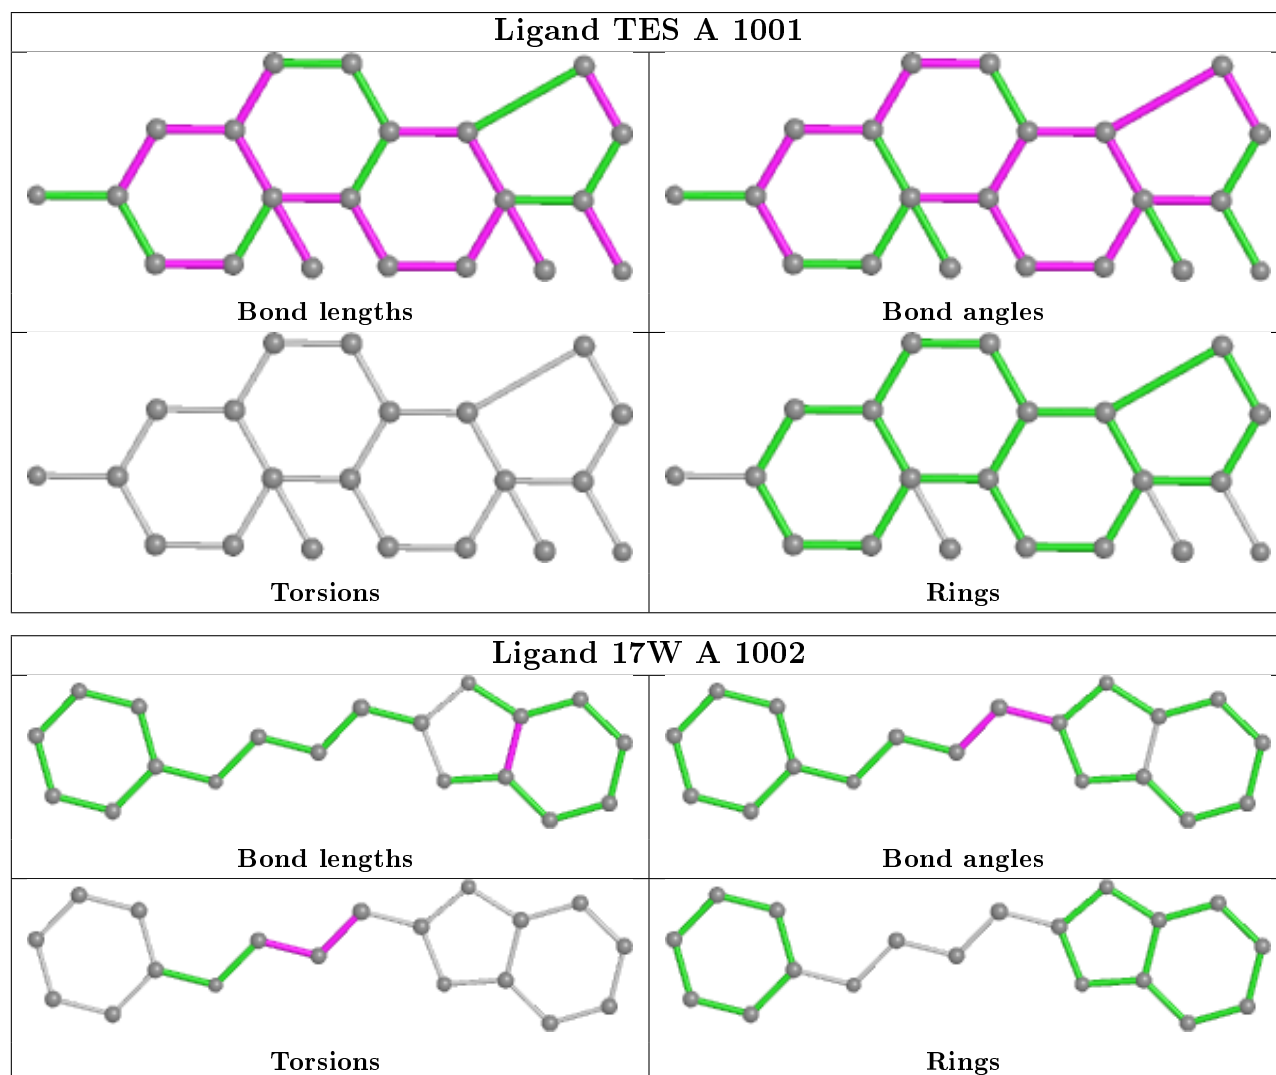 Ligand TES A 1001
Bond lengths
Bond angles
Torsions
Rings
Ligand 17W A 1002
Bond lengths
Bond angles
Torsions
Rings